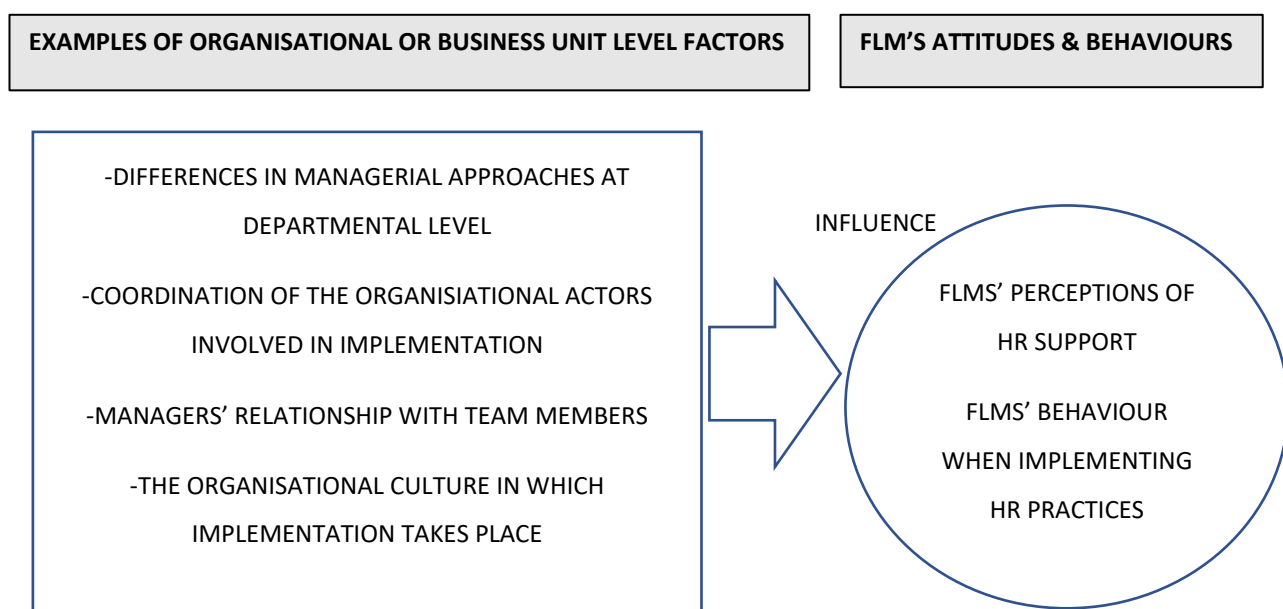 EXAMPLES OF ORGANISATIONAL OR BUSINESS UNIT LEVEL FACTORS
FLM’S ATTITUDES & BEHAVIOURS
-DIFFERENCES IN MANAGERIAL APPROACHES AT
DEPARTMENTAL LEVEL
-COORDINATION OF THE ORGANISIATIONAL ACTORS
INVOLVED IN IMPLEMENTATION
-MANAGERS’ RELATIONSHIP WITH TEAM MEMBERS
-THE ORGANISATIONAL CULTURE IN WHICH
IMPLEMENTATION TAKES PLACE
INFLUENCE
FLMS’ PERCEPTIONS OF
HR SUPPORT
FLMS’ BEHAVIOUR
WHEN IMPLEMENTING
HR PRACTICES